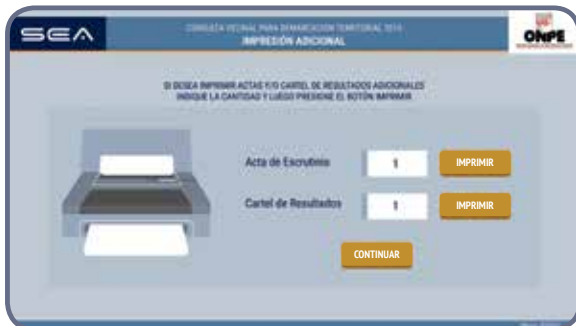 SEA
CONSULTA VECINAL PARA DEMARCACIÓN TERRITORIAL
IMPRESIÓN ADICIONAL
ONPE
SI DESEA IMPRIMIR ACTAS Y/O CARTEL DE RESULTADOS ADICIONALES
INDIQUE LA CANTIDAD Y LUEGO PRESIONE EL BOTÓN IMPRIMIR
Acta de Escrutinio 1 IMPRIMIR
Cartel de Resultados 1 IMPRIMIR
CONTINUAR